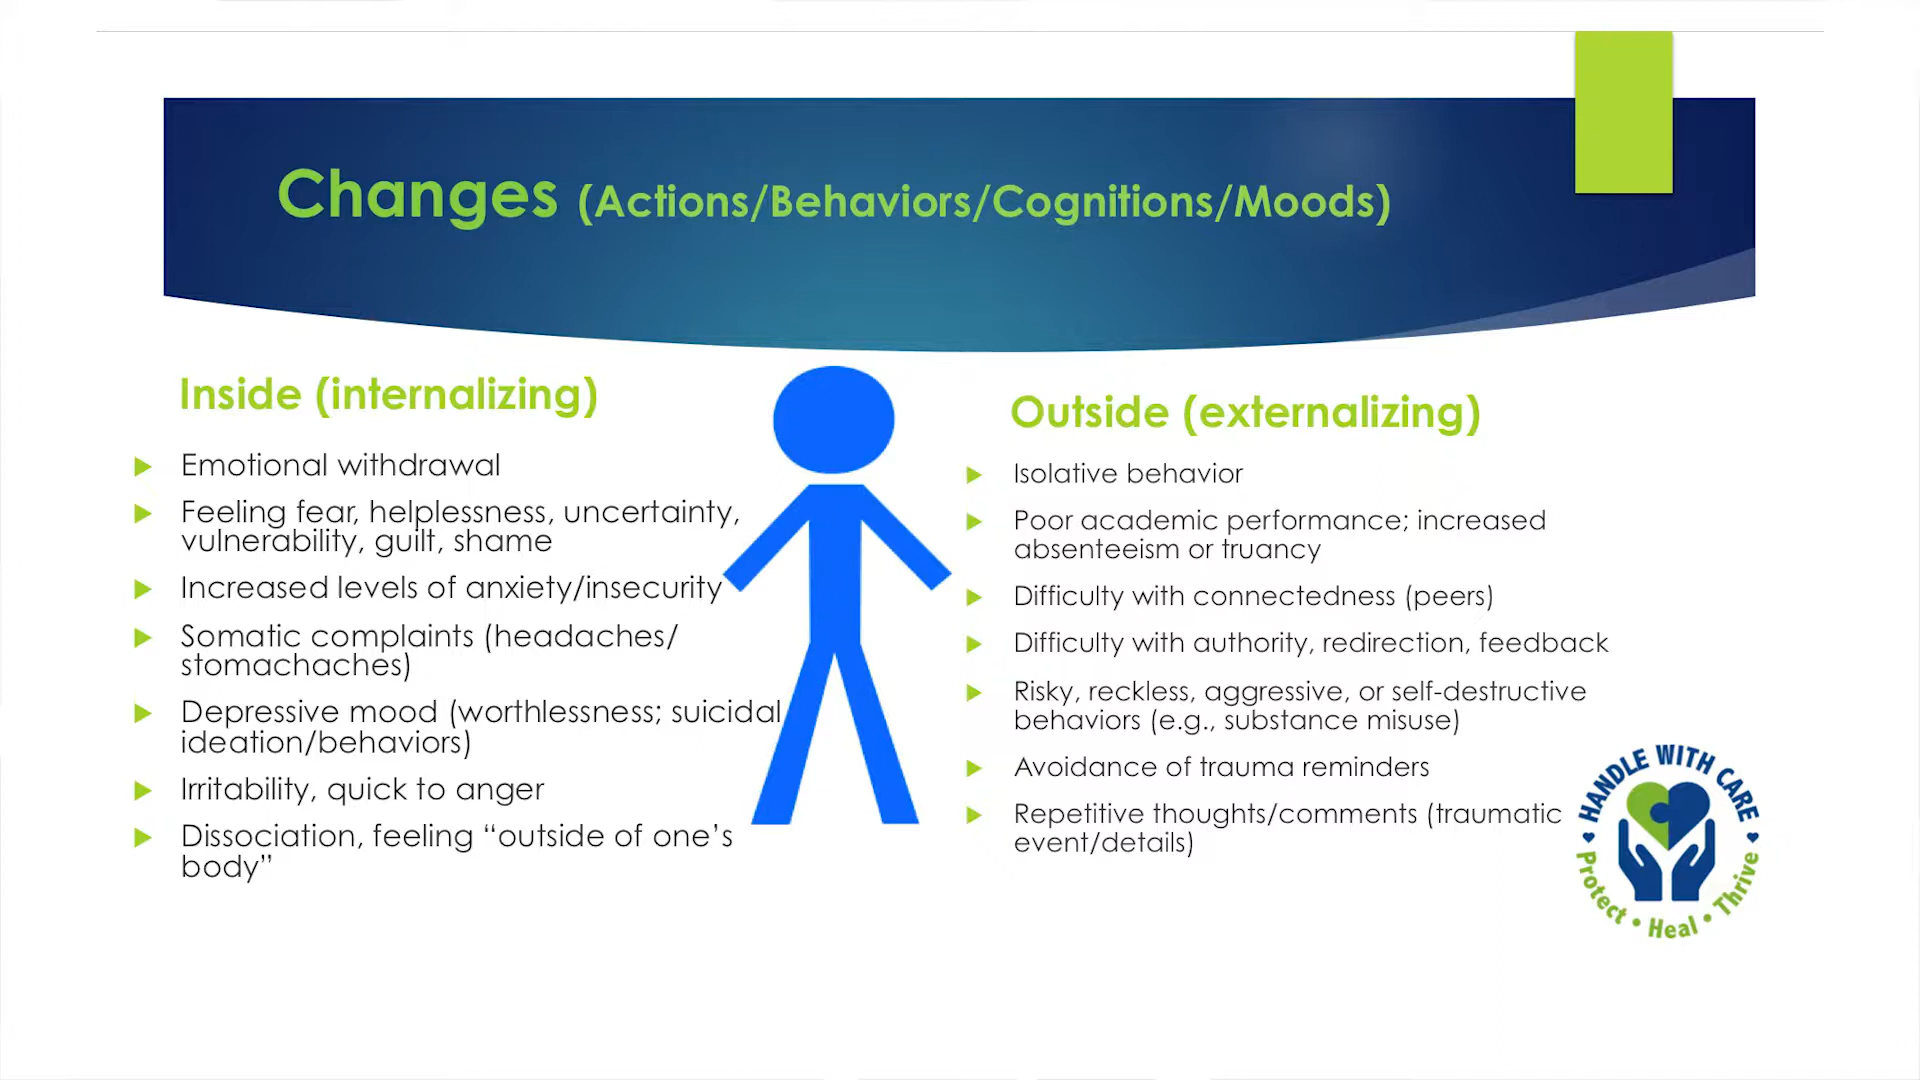 Changes (Actions/Behaviors/Cognitions/Moods)
Inside (internalizing)
Emotional withdrawal
Feeling fear, helplessness, uncertainty,
vulnerability, guilt, shame
Increased levels of anxiety/insecurity
Somatic complaints (headaches/
stomachaches)
Depressive mood (worthlessness; suicidal
ideation/behaviors)
Irritability, quick to anger
Dissociation, feeling “outside of one’s
body”
Outside (externalizing)
Isolative behavior
Poor academic performance; increased
absenteeism or truancy
Difficulty with connectedness (peers)
Difficulty with authority, redirection, feedback
Risky, reckless, aggressive, or self-destructive
behaviors (e.g., substance misuse)
Avoidance of trauma reminders
Repetitive thoughts/comments (traumatic
event/details)
HANDLE WITH CARE
Protect • Heal • Thrive